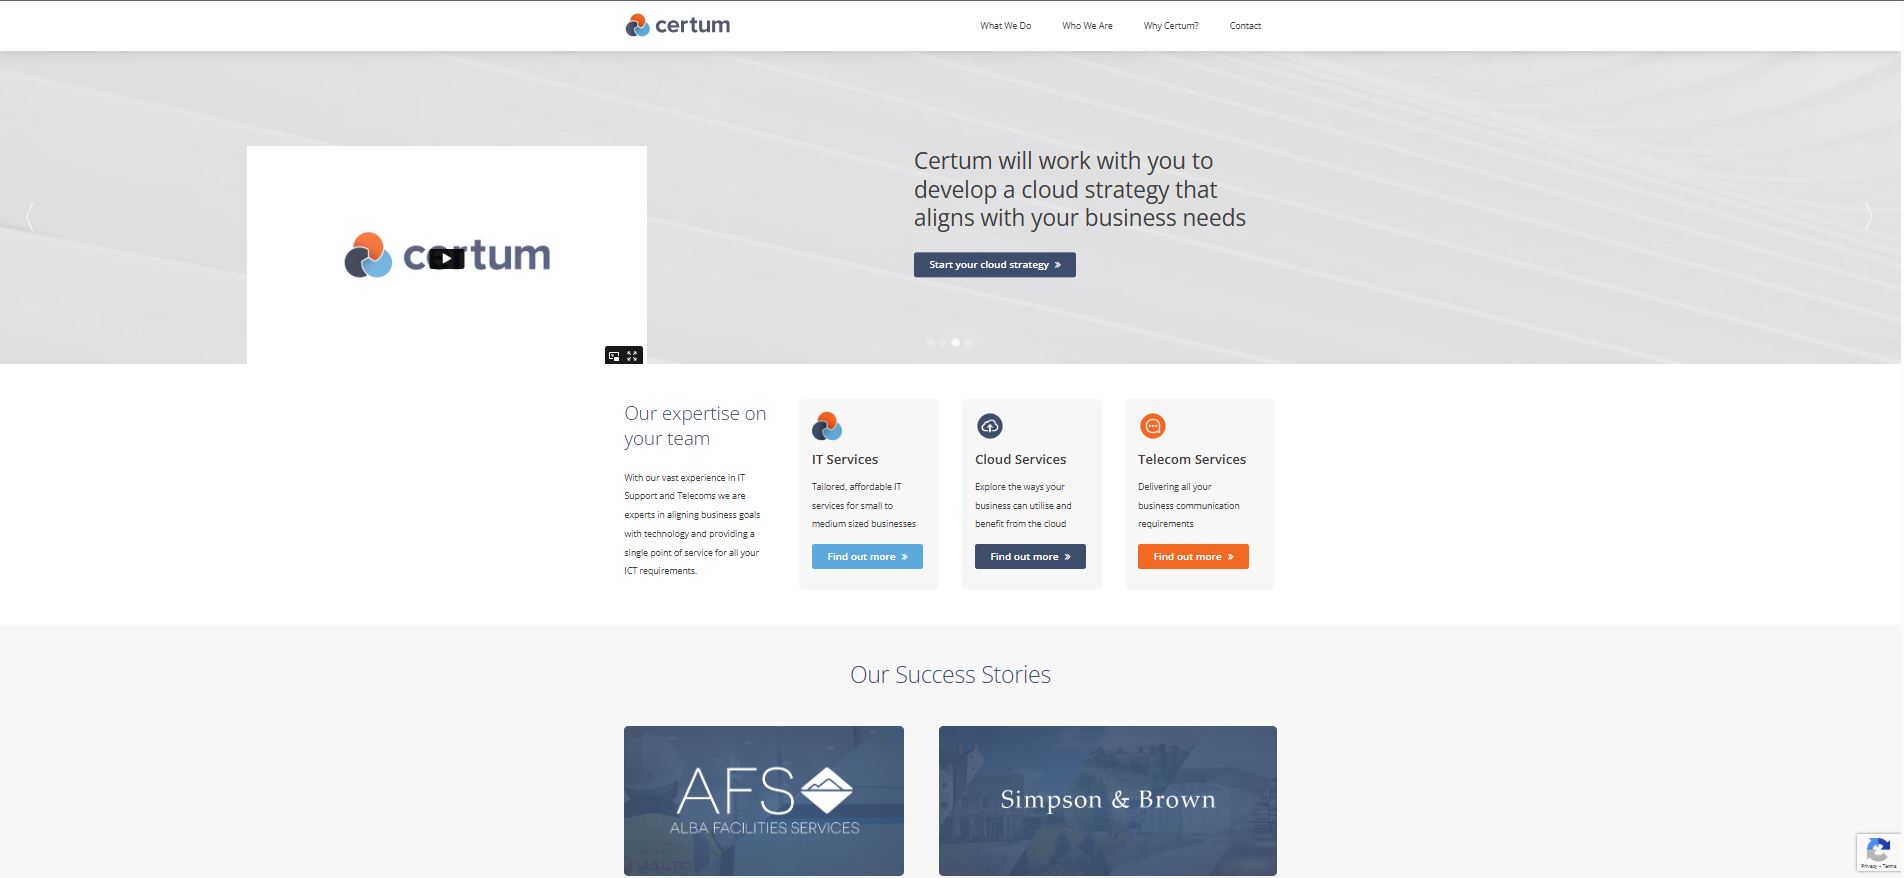 certum
What We Do
Who We Are
Why Certum?
Contact
certum
Certum will work with you to
develop a cloud strategy that
aligns with your business needs
Start your cloud strategy »
Our expertise on
your team
With our vast experience in IT
Support and Telecoms we are
experts in aligning business goals
with technology and providing a
single point of service for all your
ICT requirements.
IT Services
Tailored, affordable IT
services for small to
medium sized businesses
Find out more »
Cloud Services
Explore the ways your
business can utilise and
benefit from the cloud
Find out more »
Telecom Services
Delivering all your
business communication
requirements
Find out more »
Our Success Stories
AFS
ALBA FACILITIES SERVICES
UALTO
Simpson & Brown
Privacy - Terms